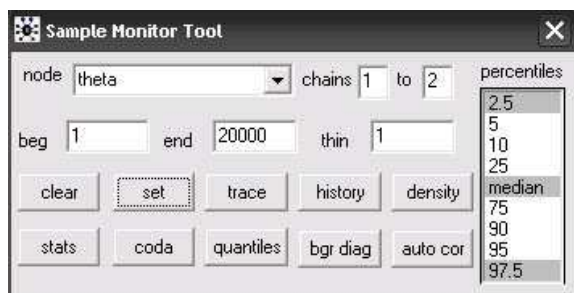 Sample Monitor Tool
node theta chains 1 to 2
percentiles
2.5
5
10
25
median
75
90
95
97.5
beg 1 end 20000 thin 1
clear set trace history density
stats coda quantiles bgr diag auto cor